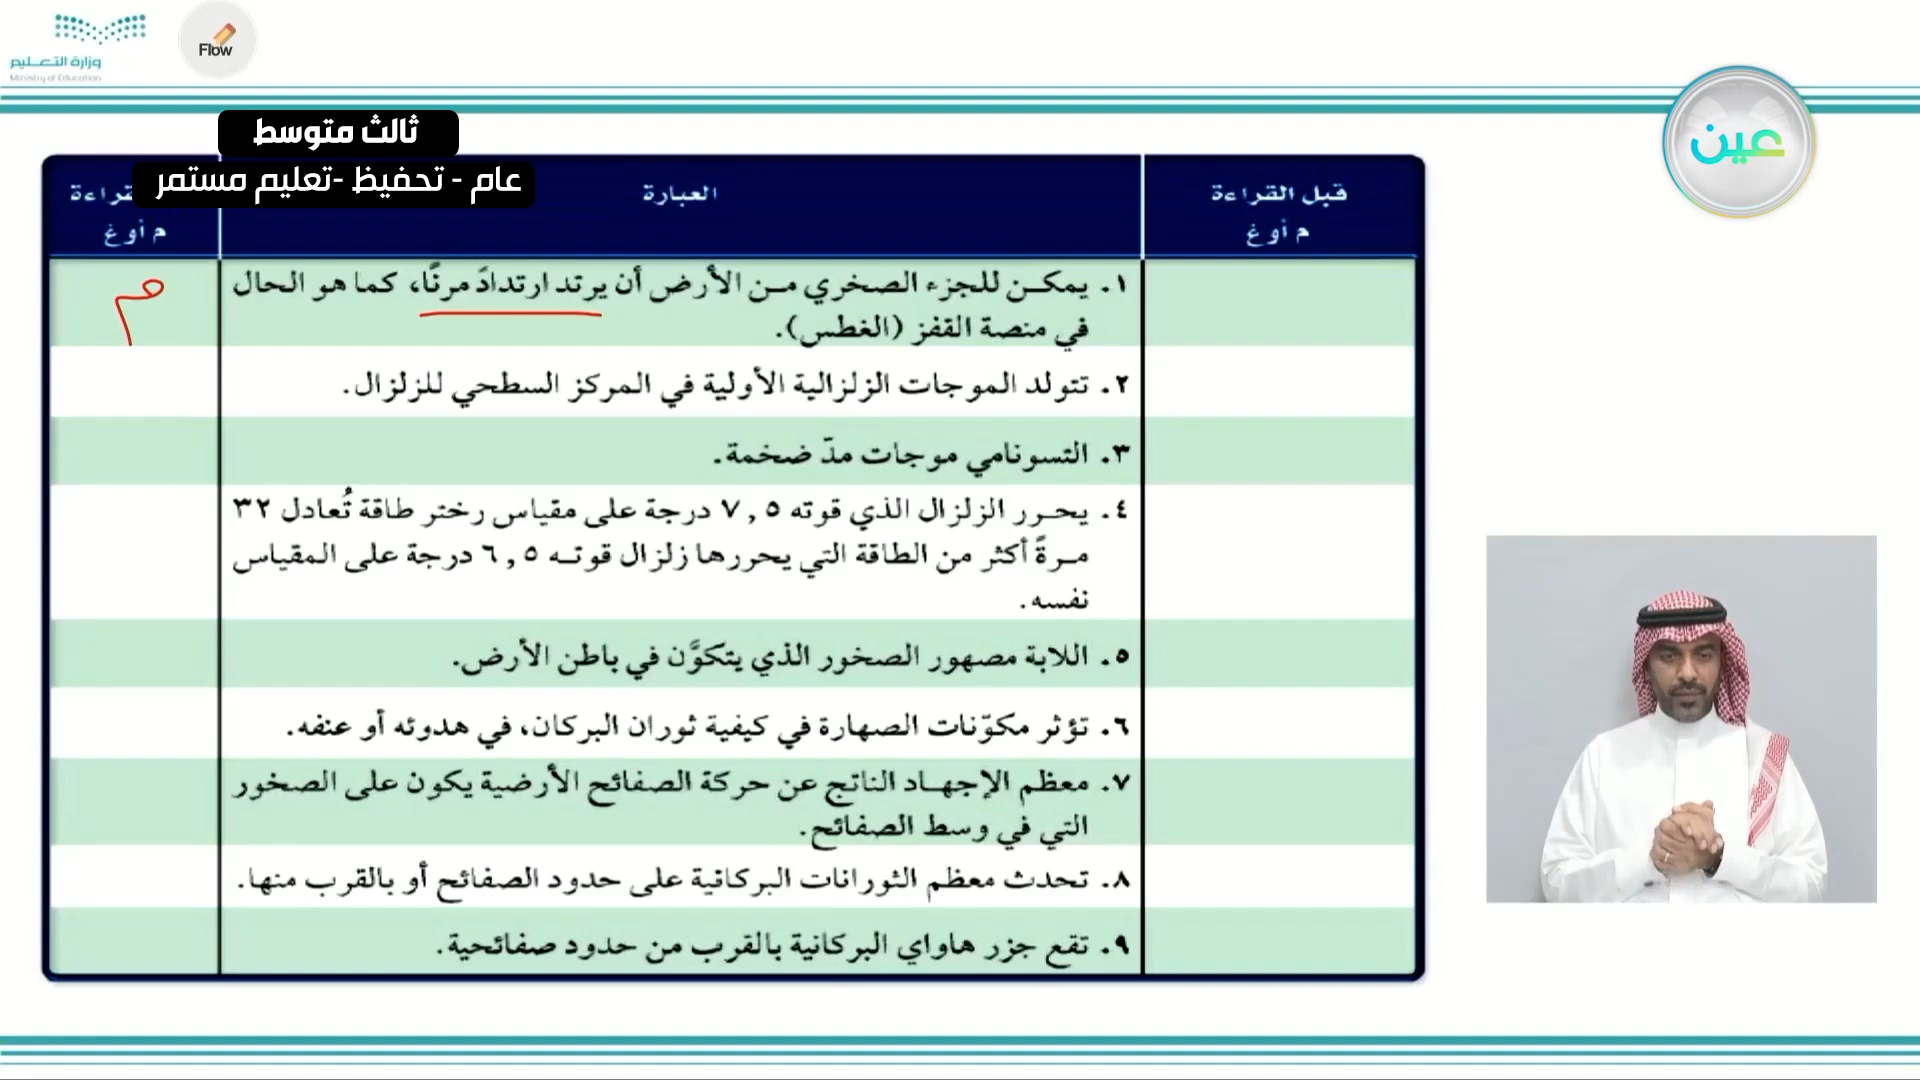 وزارة التعليم
Ministry of Education
Flow
عين
ثالث متوسط
عام - تحفيظ -تعليم مستمر
قبل القراءة
م أو غ
العبارة
قراءة
م أو غ
١. يمكن للجزء الصخري من الأرض أن يرتد ارتدادً مرنًا، كما هو الحال
في منصة القفز (الغطس).
م
٢. تتولد الموجات الزلزالية الأولية في المركز السطحي للزلزال.
٣. التسونامي موجات مدّ ضخمة.
٤. يحرر الزلزال الذي قوته ٧,٥ درجة على مقياس رختر طاقة تُعادل ٣٢
مرةً أكثر من الطاقة التي يحررها زلزال قوته ٦,٥ درجة على المقياس
نفسه.
٥. اللابة مصهور الصخور الذي يتكوَّن في باطن الأرض.
٦. تؤثر مكوّنات الصهارة في كيفية ثوران البركان، في هدوئه أو عنفه.
٧. معظم الإجهاد الناتج عن حركة الصفائح الأرضية يكون على الصخور
التي في وسط الصفائح.
٨. تحدث معظم الثورانات البركانية على حدود الصفائح أو بالقرب منها.
٩. تقع جزر هاواي البركانية بالقرب من حدود صفائحية.